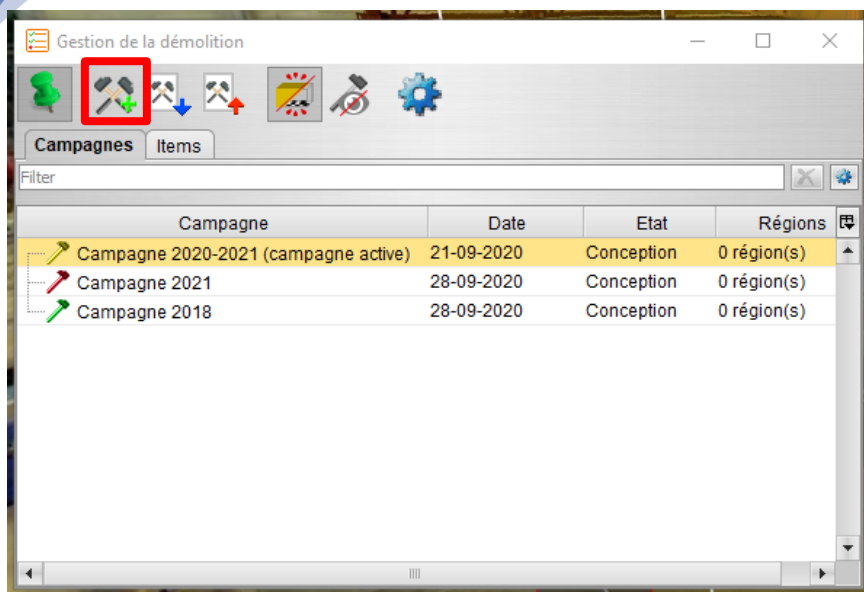 Gestion de la démolition
Campagnes Items
Filter
Campagne Date Etat Régions
Campagne 2020-2021 (campagne active) 21-09-2020 Conception 0 région(s)
Campagne 2021 28-09-2020 Conception 0 région(s)
Campagne 2018 28-09-2020 Conception 0 région(s)